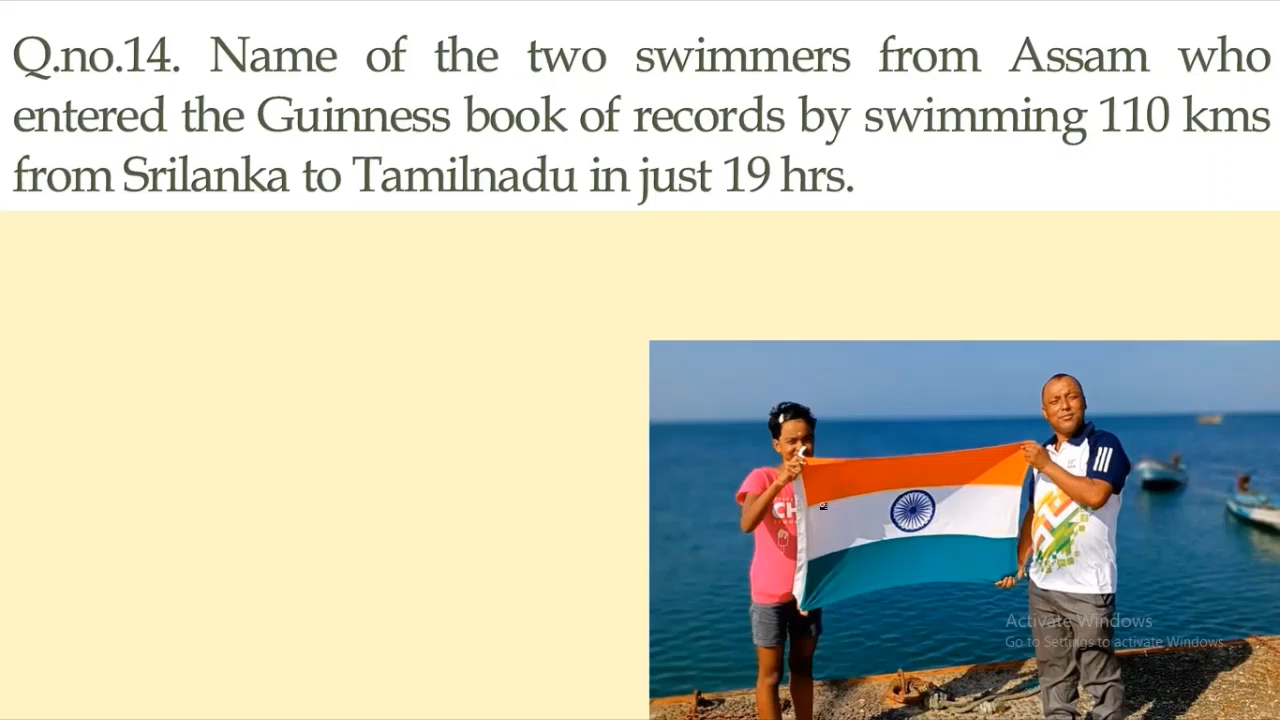 Q.no.14. Name of the two swimmers from Assam who
entered the Guinness book of records by swimming 110 kms
from Srilanka to Tamilnadu in just 19 hrs.
CH
Activate Windows
Go to Settings to activate Windows.